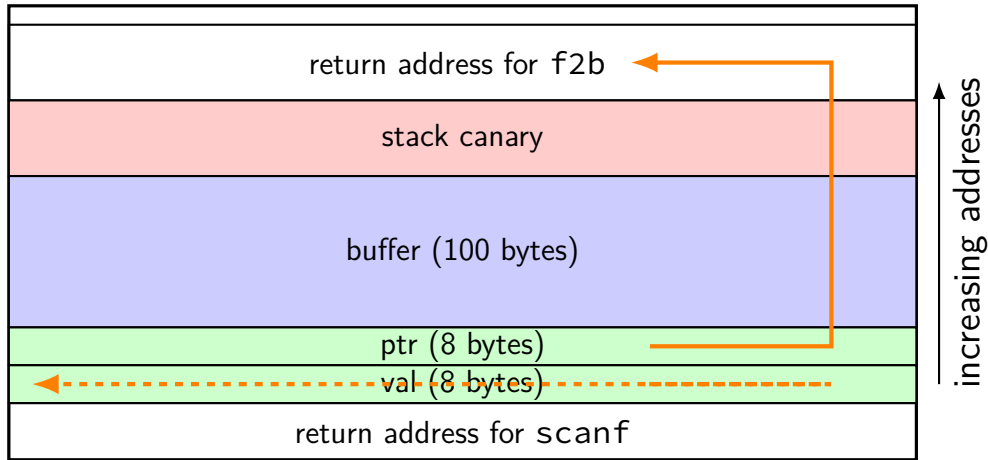 return address for f2b
stack canary
buffer (100 bytes)
ptr (8 bytes)
val (8 bytes)
return address for scanf
increasing addresses